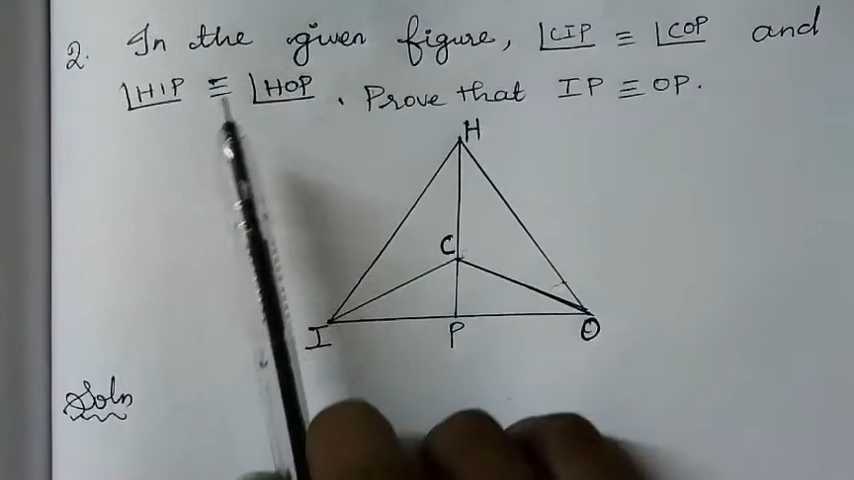 2. In the given figure, ∠CIP ≡ ∠COP and
∠HIP ≡ ∠HOP. Prove that IP ≡ OP.
H
C
I
P
O
Soln